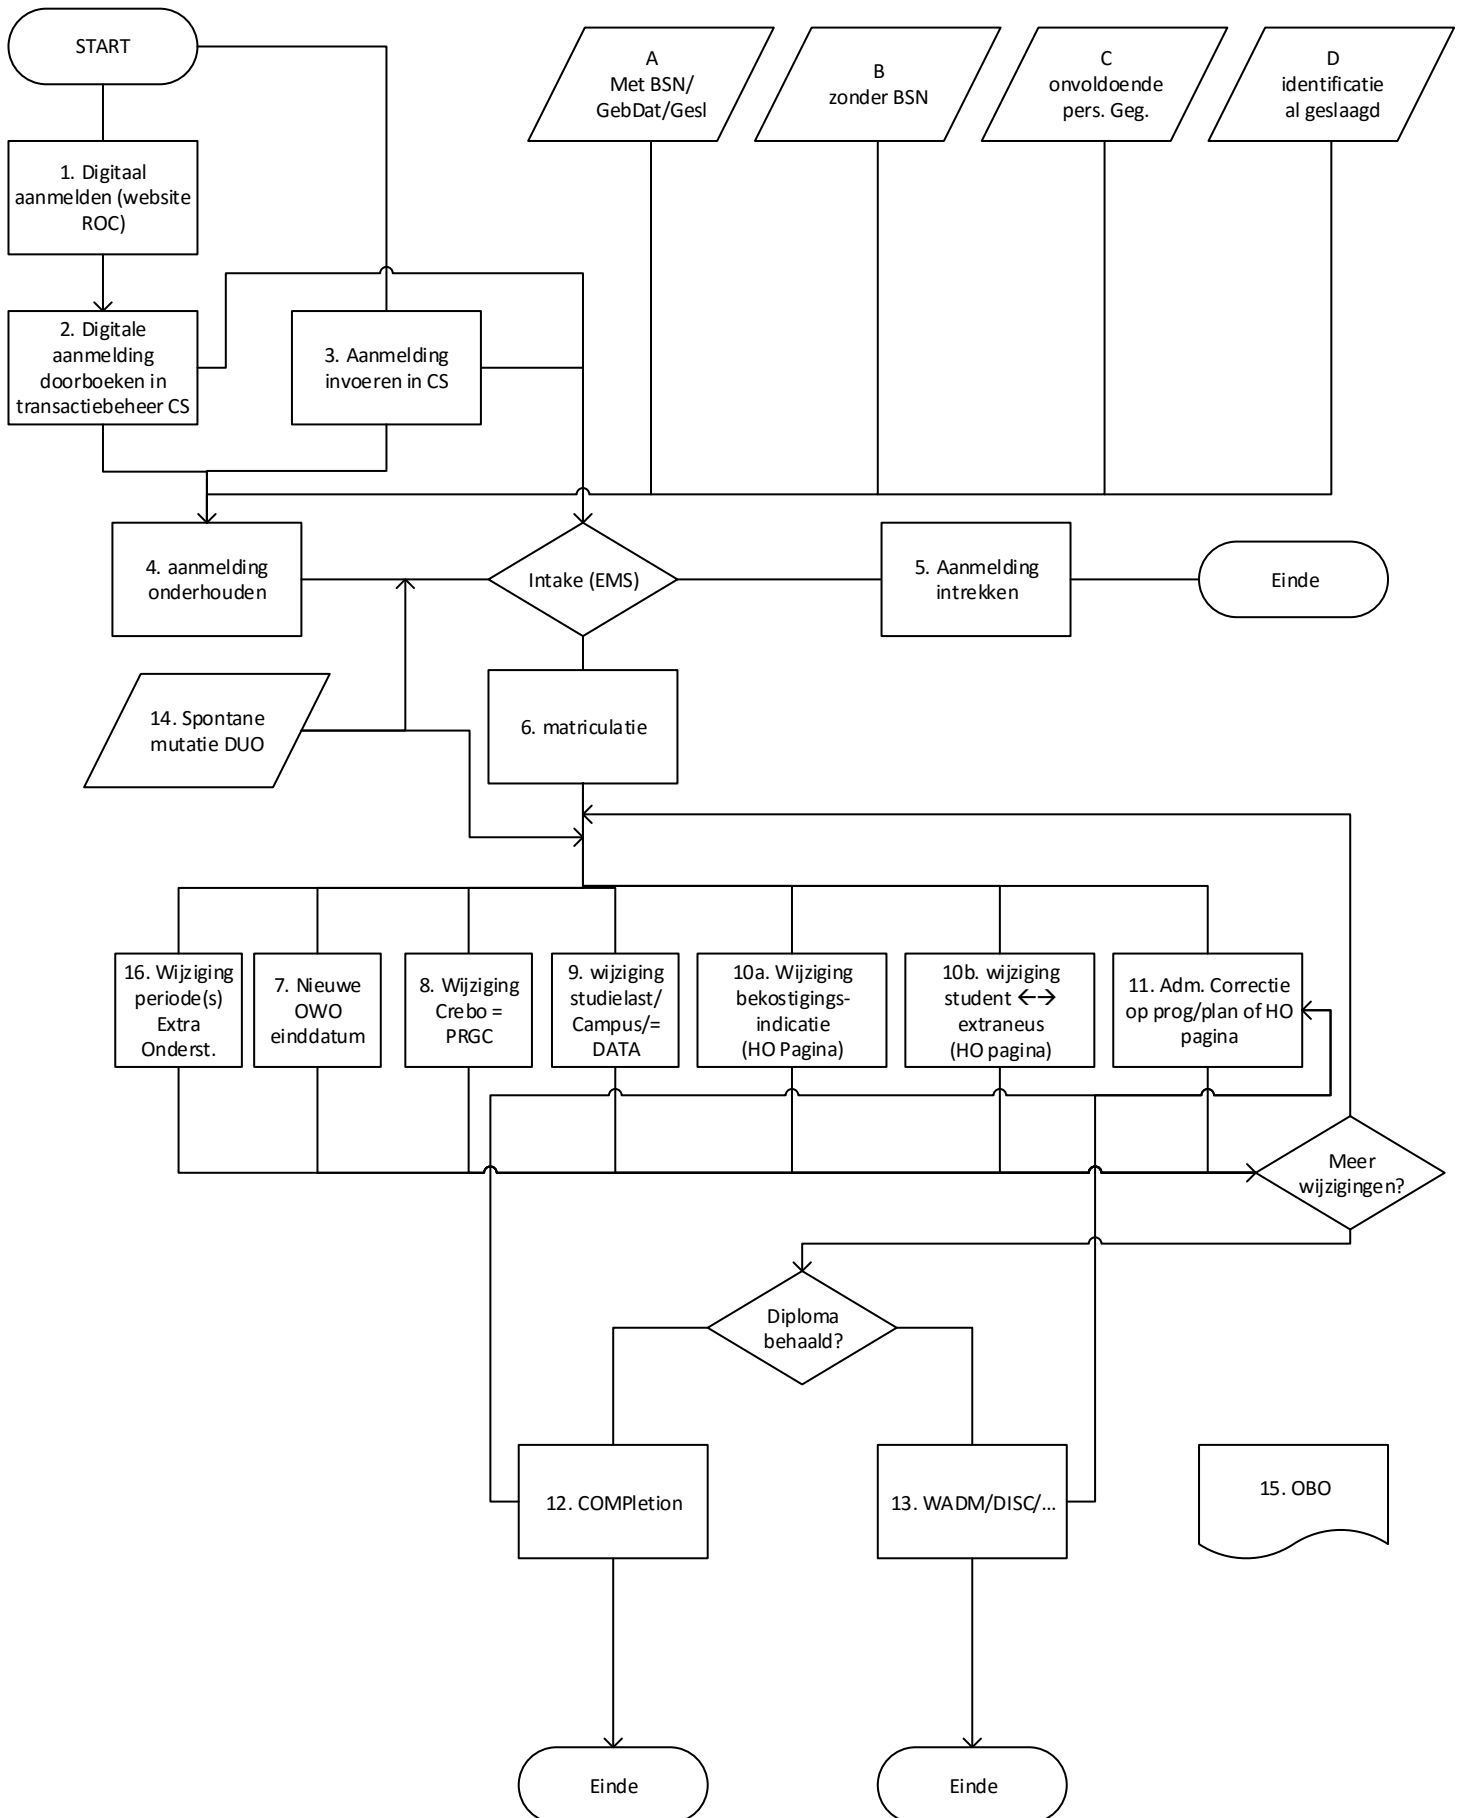 START
A
Met BSN/
GebDat/Gesl
B
zonder BSN
C
onvoldoende
pers. Geg.
D
identificatie
al geslaagd
1. Digitaal
aanmelden (website
ROC)
2. Digitale
aanmelding
doorboeken in
transactiebeheer CS
3. Aanmelding
invoeren in CS
4. aanmelding
onderhouden
Intake (EMS)
5. Aanmelding
intrekken
Einde
14. Spontane
mutatie DUO
6. matriculatie
16. Wijziging
periode(s)
Extra
Onderst.
7. Nieuwe
OWO
einddatum
8. Wijziging
Crebo =
PRGC
9. wijziging
studielast/
Campus/=
DATA
10a. Wijziging
bekostigings-
indicatie
(HO Pagina)
10b. wijziging
student ←→
extraneus
(HO pagina)
11. Adm. Correctie
op prog/plan of HO
pagina
Meer
wijzigingen?
Diploma
behaald?
12. COMPletion
13. WADM/DISC/...
15. OBO
Einde
Einde